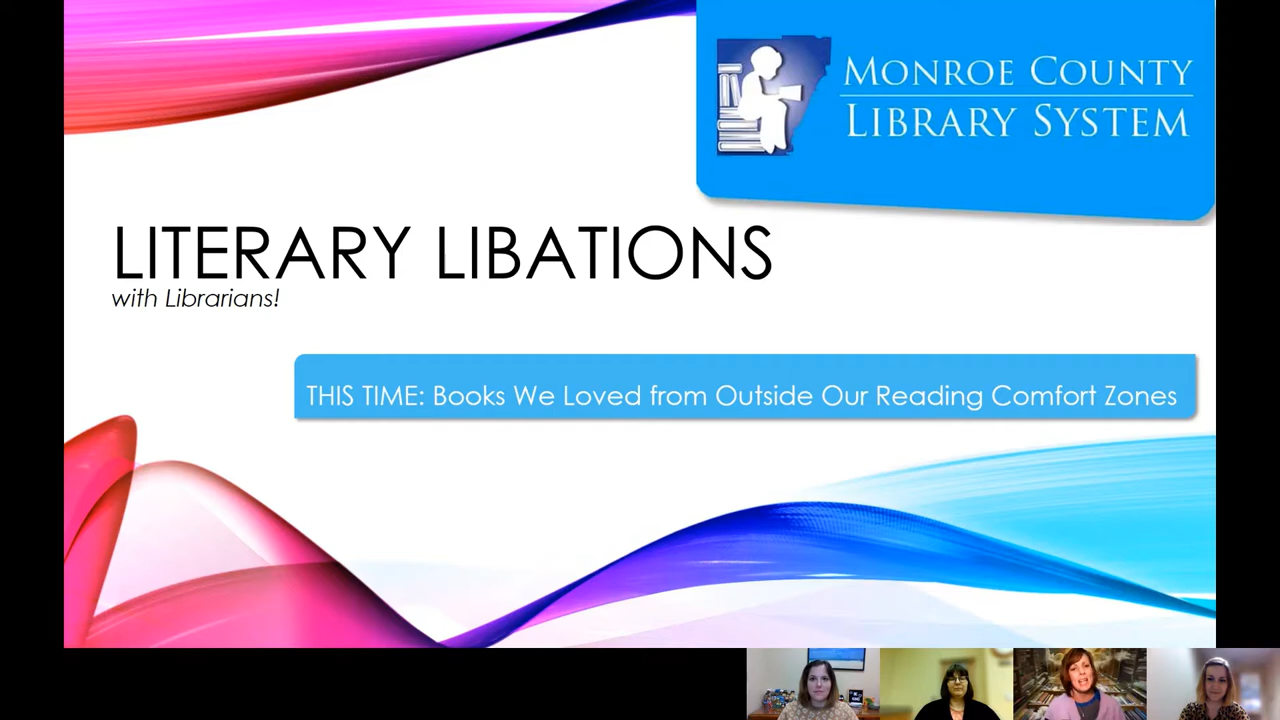 MONROE COUNTY
LIBRARY SYSTEM
LITERARY LIBATIONS
with Librarians!
THIS TIME: Books We Loved from Outside Our Reading Comfort Zones